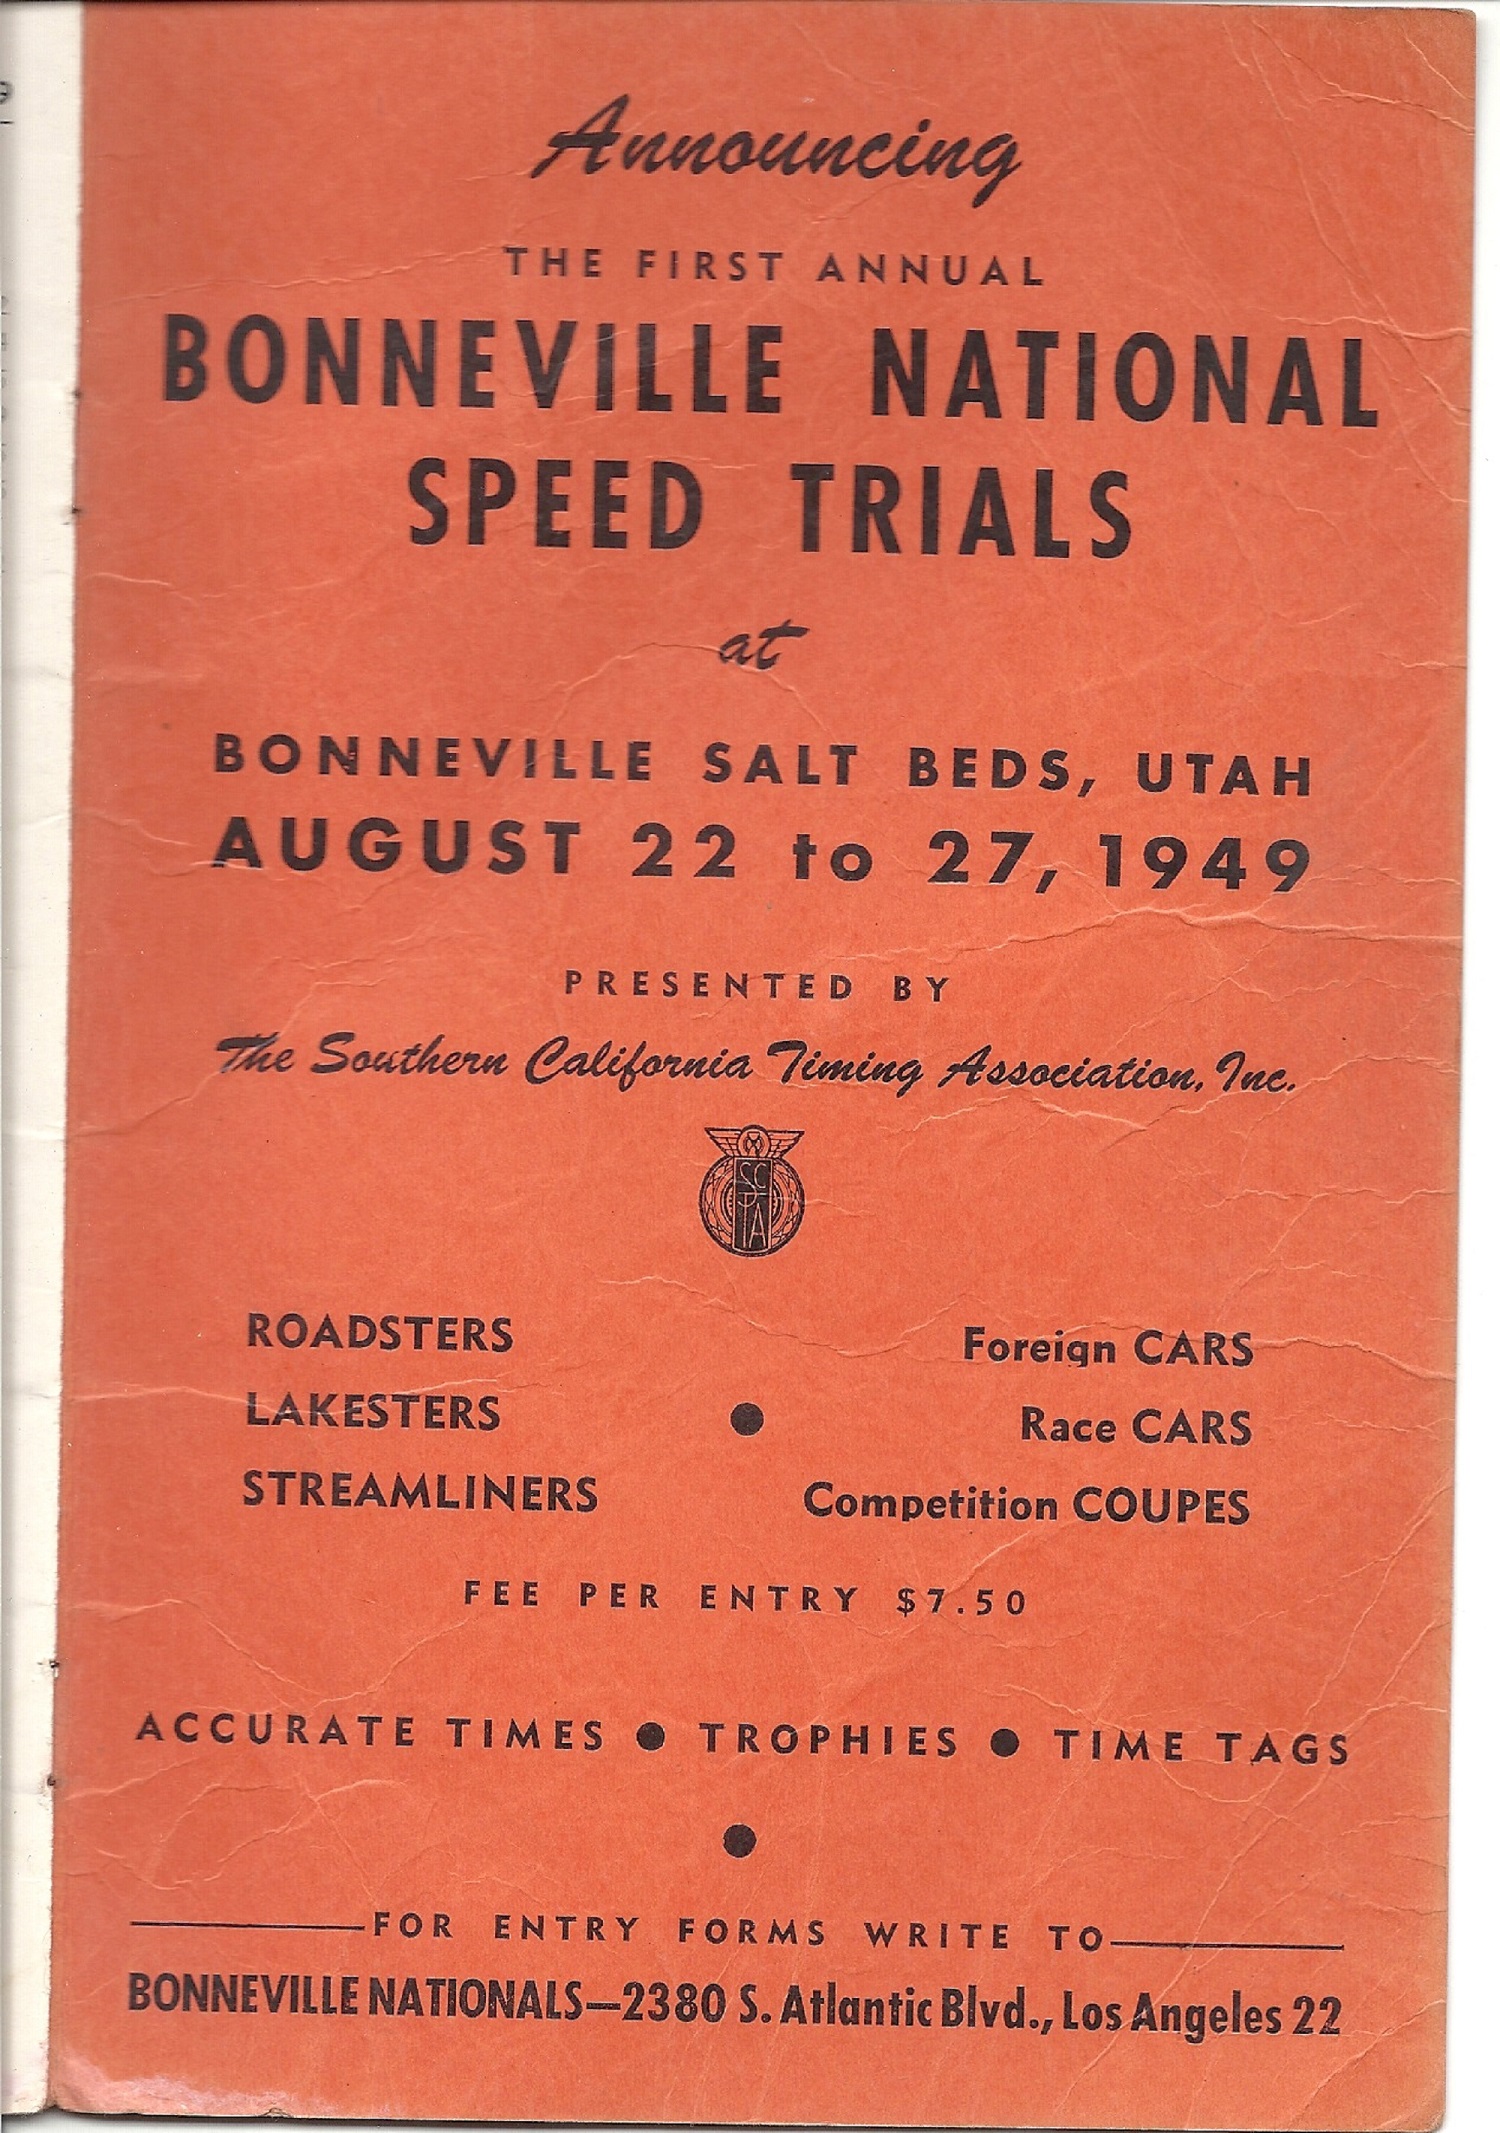 Announcing
THE FIRST ANNUAL
BONNEVILLE NATIONAL
SPEED TRIALS
at
BONNEVILLE SALT BEDS, UTAH
AUGUST 22 to 27, 1949
PRESENTED BY
The Southern California Timing Association, Inc.
SC
TA
ROADSTERS
Foreign CARS
LAKESTERS ● Race CARS
STREAMLINERS
Competition COUPES
FEE PER ENTRY $7.50
ACCURATE TIMES ● TROPHIES ● TIME TAGS
●
FOR ENTRY FORMS WRITE TO
BONNEVILLE NATIONALS—2380 S. Atlantic Blvd., Los Angeles 22